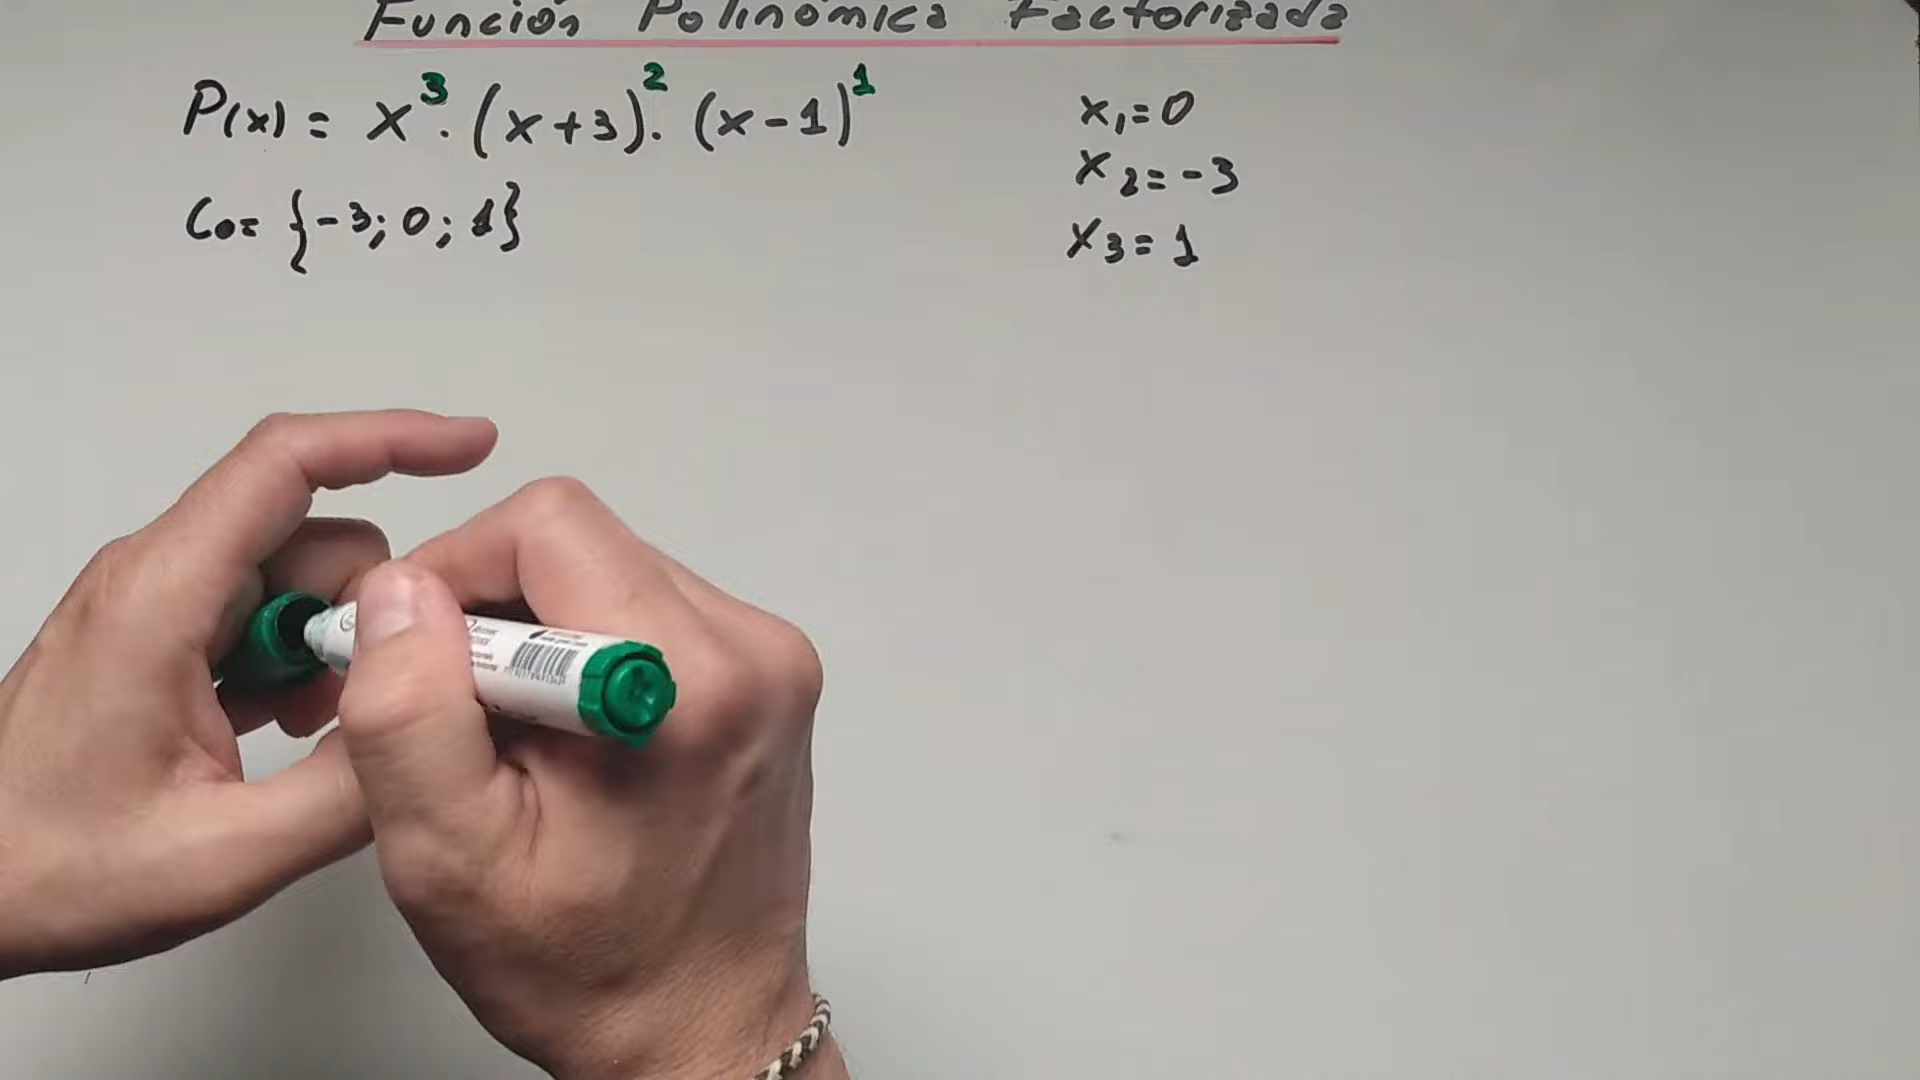 Función Polinómica Factorizada
P(x) = x³ · (x+3)² · (x-1)¹
x₁=0
x₂=-3
C₀= {-3; 0; 1}
x₃=1